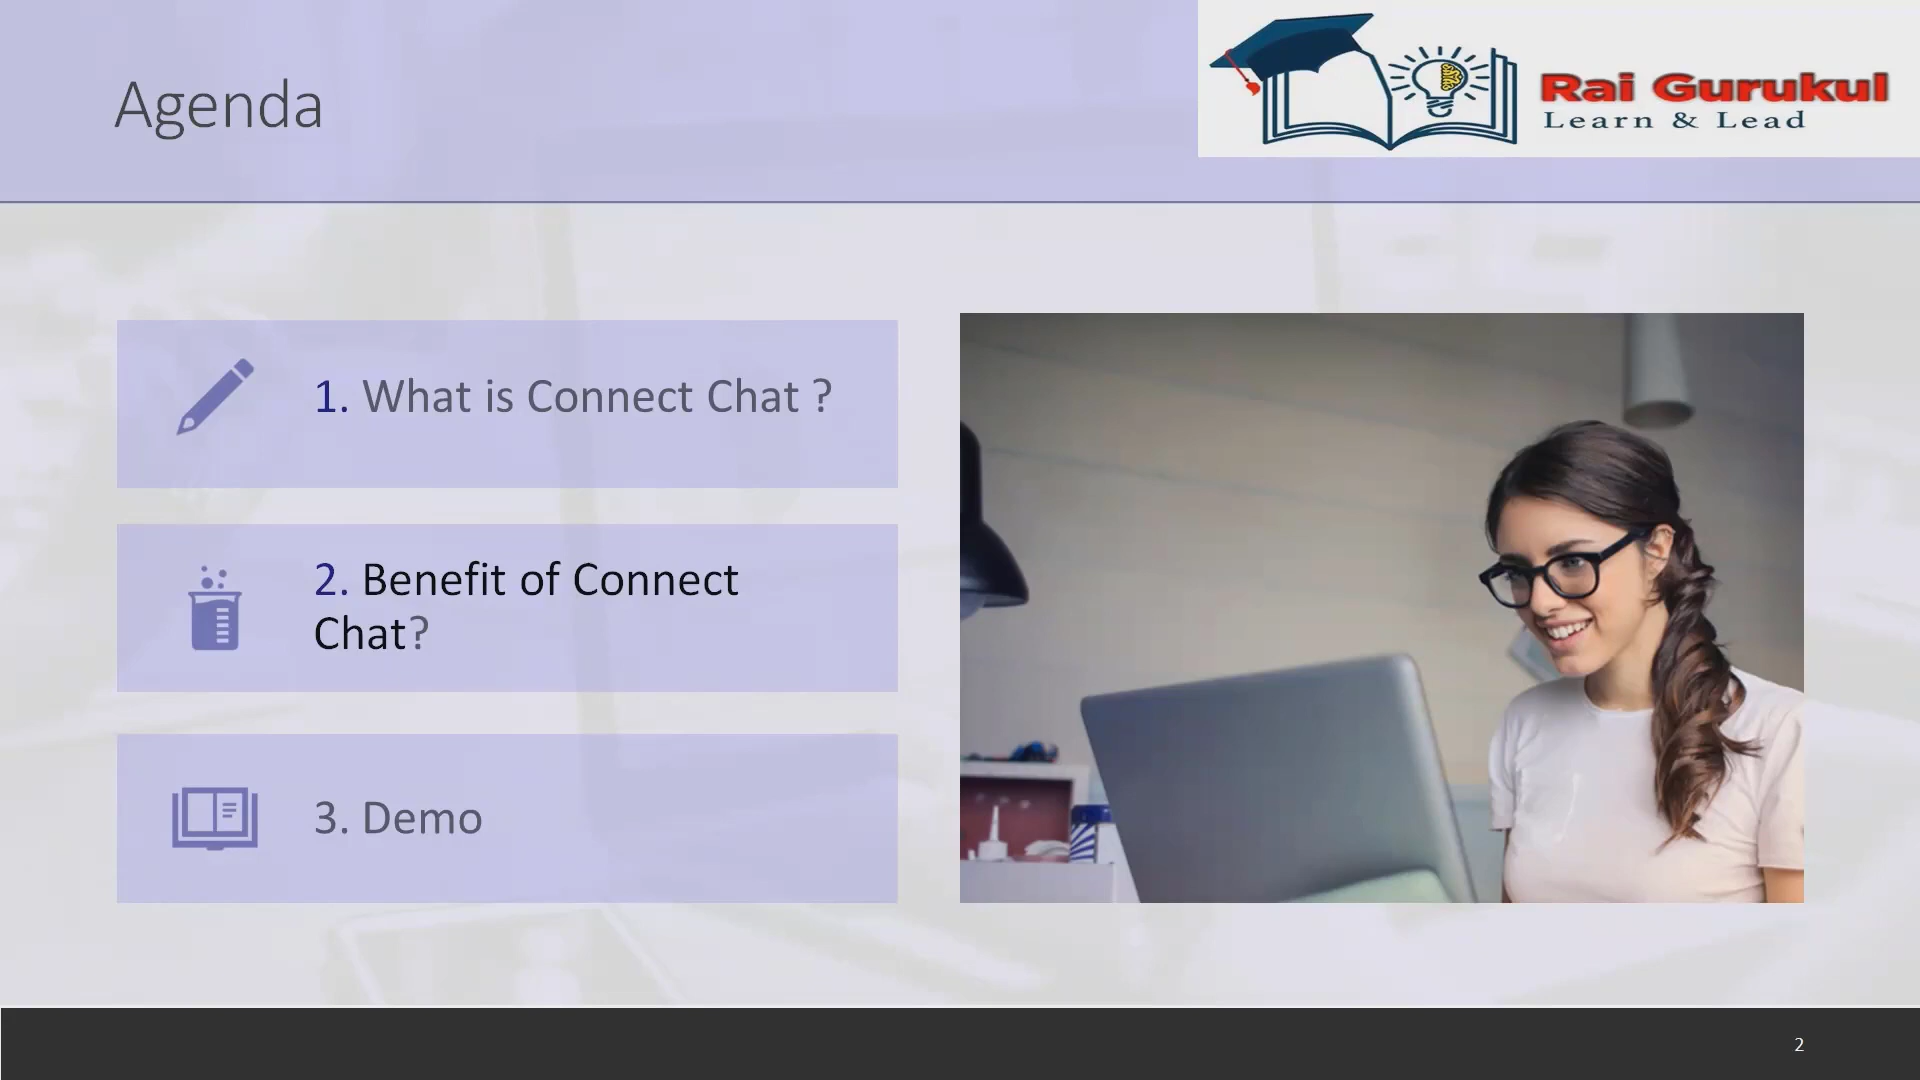 Agenda
Rai Gurukul
Learn & Lead
1. What is Connect Chat ?
2. Benefit of Connect
Chat?
3. Demo
2